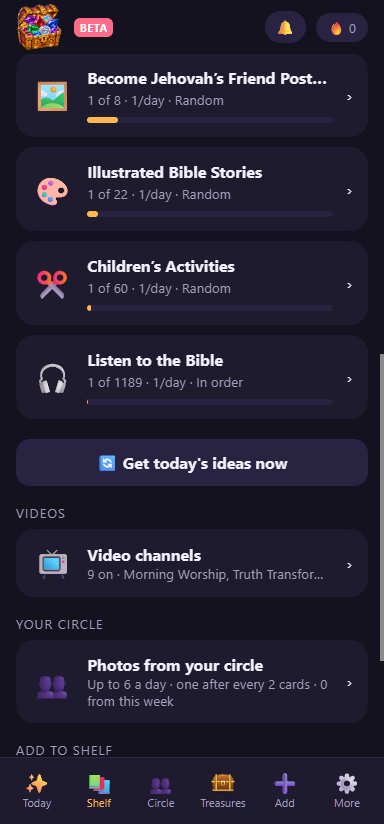 BETA
0
Become Jehovah's Friend Post...
1 of 8 · 1/day · Random
Illustrated Bible Stories
1 of 22 · 1/day · Random
Children's Activities
1 of 60 · 1/day · Random
Listen to the Bible
1 of 1189 · 1/day · In order
Get today's ideas now
VIDEOS
Video channels
9 on · Morning Worship, Truth Transfor...
YOUR CIRCLE
Photos from your circle
Up to 6 a day · one after every 2 cards · 0
from this week
ADD TO SHELF
Today
Shelf
Circle
Treasures
Add
More